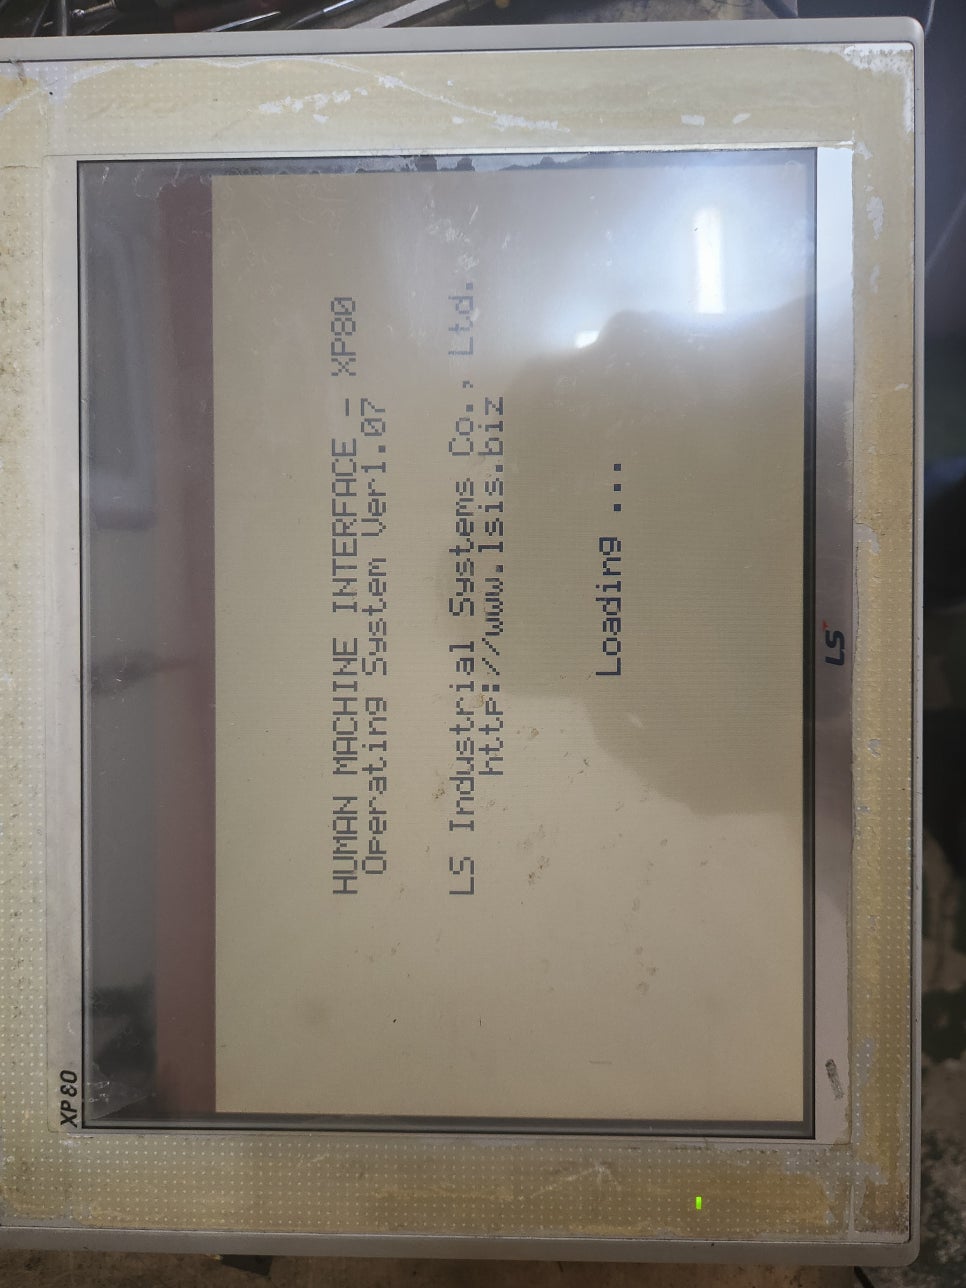 XP80
HUMAN MACHINE INTERFACE - XP80
Operating System Ver1.07
LS Industrial Systems Co., Ltd.
http://www.lsis.biz
Loading ...
LS